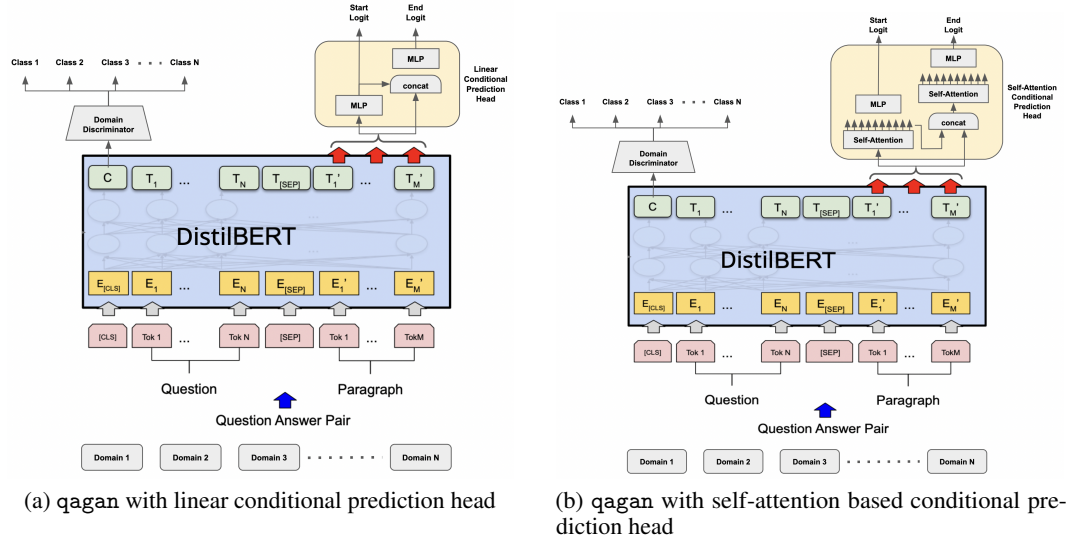 Start Logit
End Logit
MLP
concat
MLP
Linear Conditional Prediction Head
Class 1 Class 2 Class 3 Class N
Domain Discriminator
C T1 ... TN T[SEP] T1' ... TM'
DistilBERT
E[CLS] E1 ... EN E[SEP] E1' ... EM'
[CLS] Tok 1 ... Tok N [SEP] Tok 1 ... TokM
Question Paragraph
Question Answer Pair
Domain 1 Domain 2 Domain 3 Domain N
(a) qagan with linear conditional prediction head
Start Logit
End Logit
MLP
Self-Attention
MLP
concat
Self-Attention
Self-Attention Conditional Prediction Head
Class 1 Class 2 Class 3 Class N
Domain Discriminator
C T1 ... TN T[SEP] T1' ... TM'
DistilBERT
E[CLS] E1 ... EN E[SEP] E1' ... EM'
[CLS] Tok 1 ... Tok N [SEP] Tok 1 ... TokM
Question Paragraph
Question Answer Pair
Domain 1 Domain 2 Domain 3 Domain N
(b) qagan with self-attention based conditional pre-
diction head